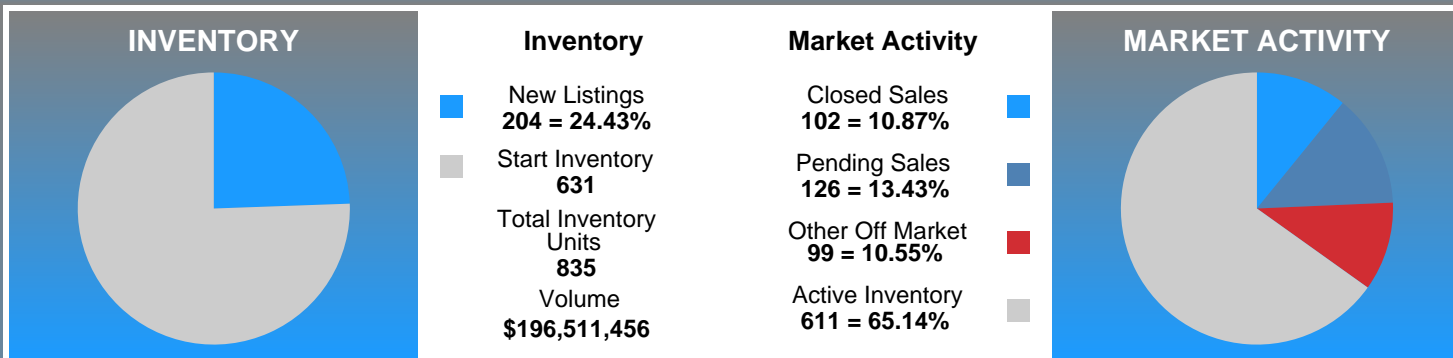 INVENTORY
Inventory
New Listings
204 = 24.43%
Start Inventory
631
Total Inventory
Units
835
Volume
$196,511,456
Market Activity
Closed Sales
102 = 10.87%
Pending Sales
126 = 13.43%
Other Off Market
99 = 10.55%
Active Inventory
611 = 65.14%
MARKET ACTIVITY